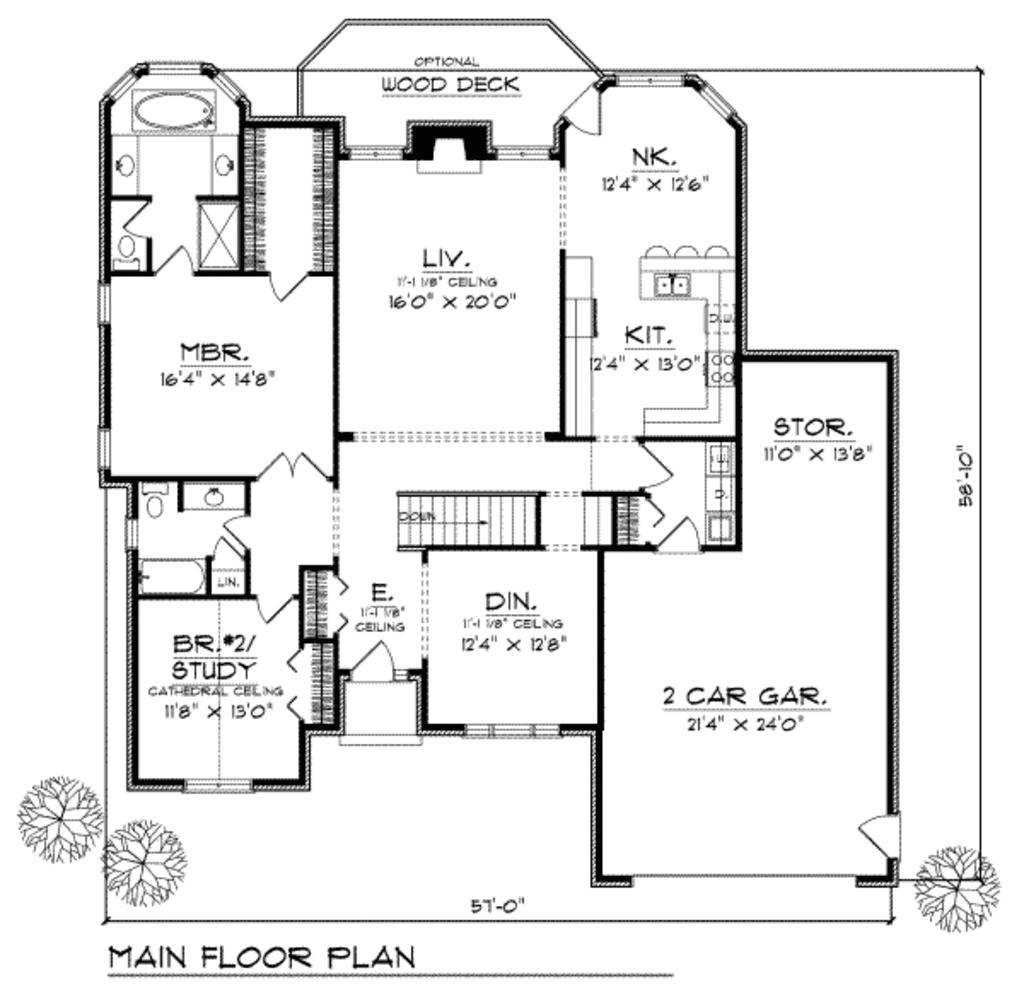 OPTIONAL
WOOD DECK
NK.
12'4" X 12'6"
LIV.
11'-1 1/8" CEILING
16'0" X 20'0"
D.W.
KIT.
12'4" X 13'0"
MBR.
16'4" X 14'8"
STOR.
11'0" X 13'8"
58'-10"
D.
DOWN
LIN.
E.
11'-1 1/8"
CEILING
DIN.
11'-1 1/8" CEILING
12'4" X 12'8"
BR.#2/
STUDY
CATHEDRAL CEILING
11'8" X 13'0"
2 CAR GAR.
21'4" X 24'0"
57'-0"
MAIN FLOOR PLAN